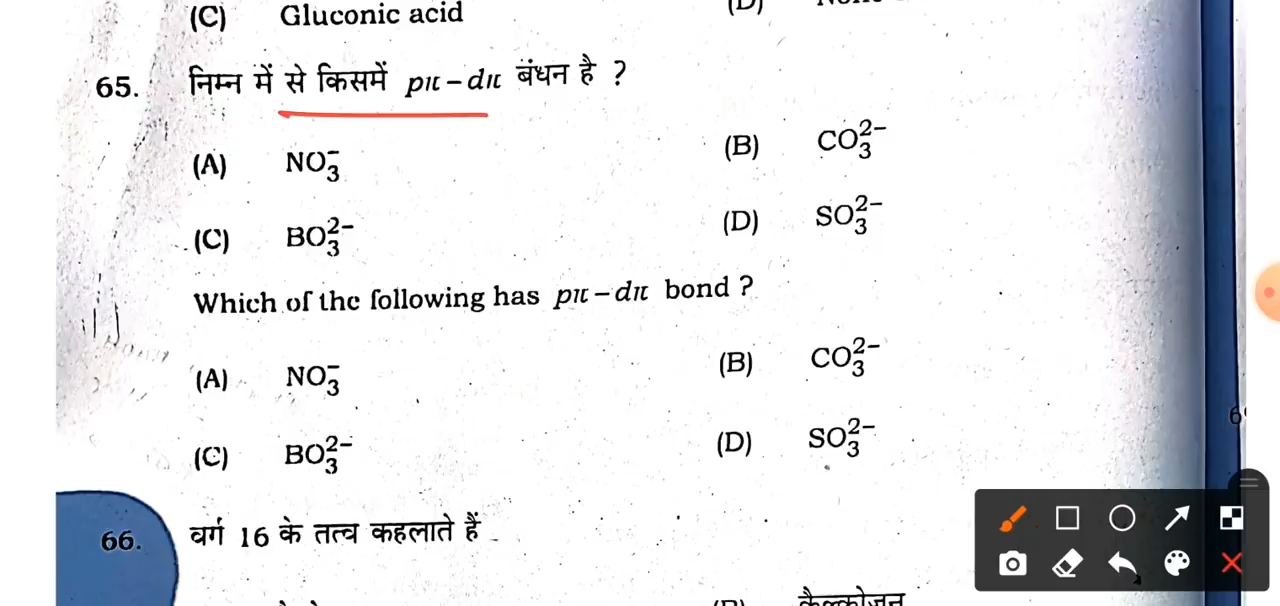 (C) Gluconic acid (D)
65. निम्न में से किसमें pπ – dπ बंधन है ?
(A) NO₃⁻ (B) CO₃²⁻
(C) BO₃²⁻ (D) SO₃²⁻
Which of the following has pπ – dπ bond ?
(A) NO₃⁻ (B) CO₃²⁻
(C) BO₃²⁻ (D) SO₃²⁻
66. वर्ग 16 के तत्व कहलाते हैं
(B) कैल्कोजन